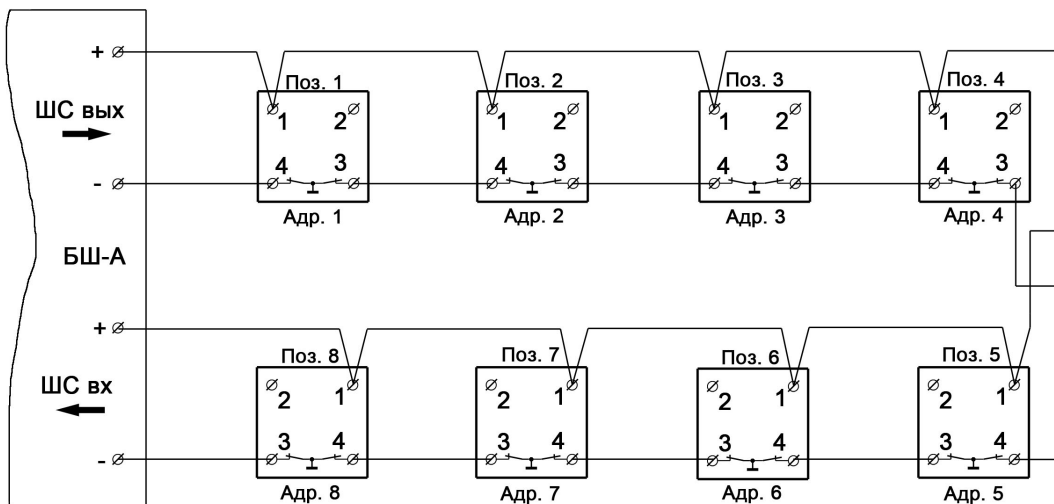 +
Поз. 1 Поз. 2 Поз. 3 Поз. 4
ШС вых
1 2 1 2 1 2 1 2
4 3 4 3 4 3 4 3
-
Адр. 1 Адр. 2 Адр. 3 Адр. 4
БШ-А
+
Поз. 8 Поз. 7 Поз. 6 Поз. 5
ШС вх
2 1 2 1 2 1 2 1
3 4 3 4 3 4 3 4
-
Адр. 8 Адр. 7 Адр. 6 Адр. 5